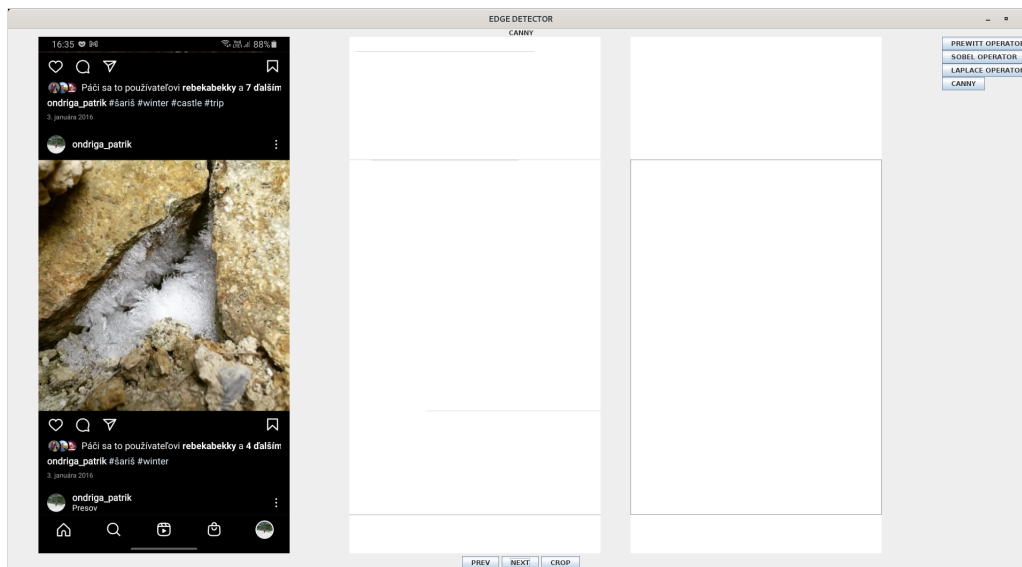 EDGE DETECTOR
CANNY
16:35
88%
Páči sa to používateľovi rebekabekky a 7 ďalším
ondriga_patrik #šariš #winter #castle #trip
3. januára 2016
ondriga_patrik
Páči sa to používateľovi rebekabekky a 4 ďalším
ondriga_patrik #šariš #winter
3. januára 2016
ondriga_patrik
Presov
PREWITT OPERATOR
SOBEL OPERATOR
LAPLACE OPERATOR
CANNY
PREV
NEXT
CROP